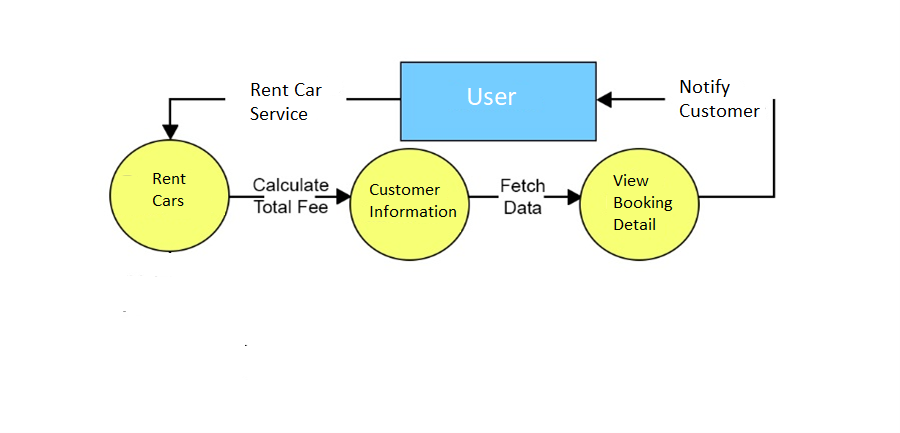 Rent Car
Service
User
Notify
Customer
Rent
Cars
Calculate
Total Fee
Customer
Information
Fetch
Data
View
Booking
Detail